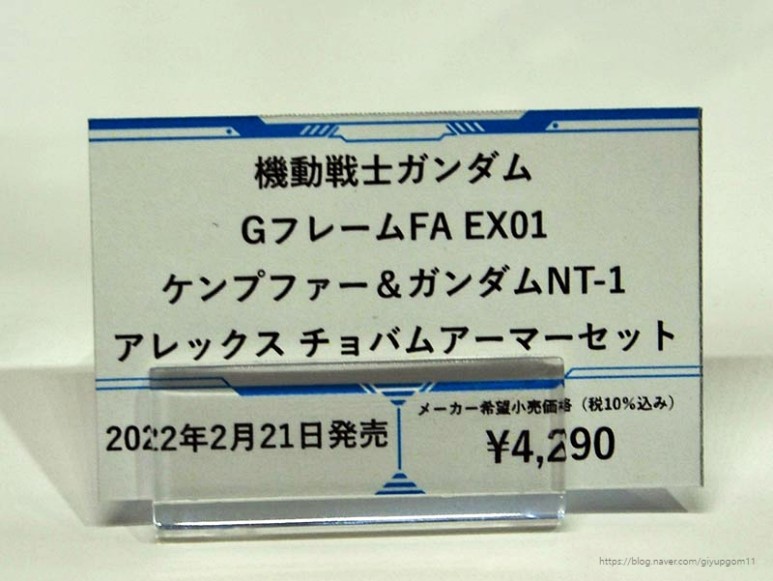 機動戦士ガンダム
GフレームFA EX01
ケンプファー＆ガンダムNT-1
アレックス チョバムアーマーセット
2022年2月21日発売
メーカー希望小売価格（税10%込み）
¥4,290
https://blog.naver.com/giyupgom11